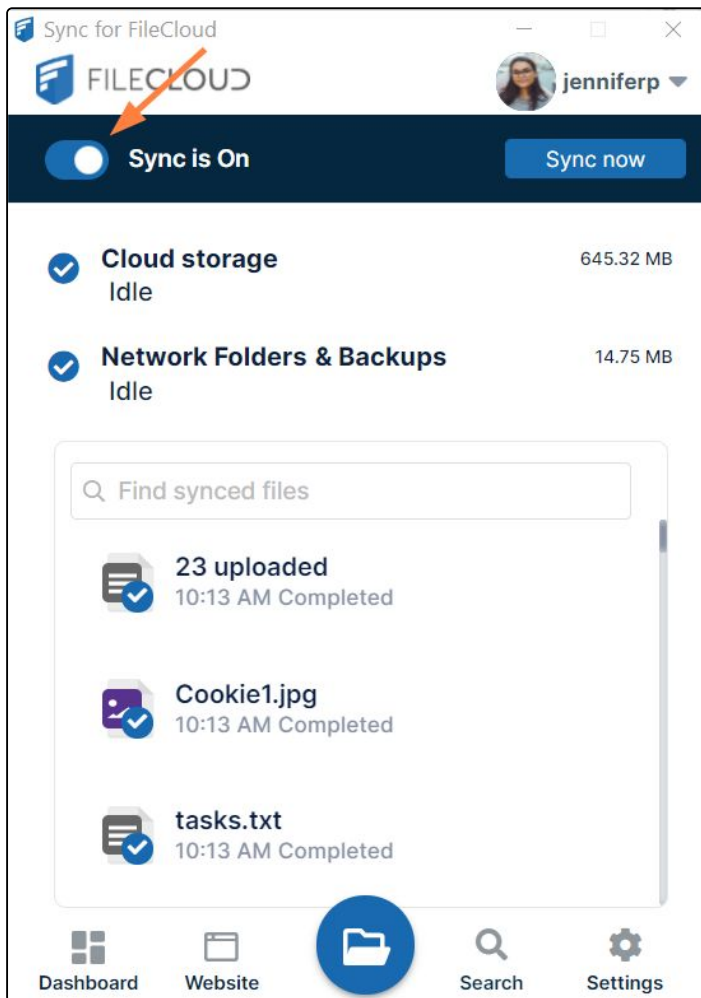 Sync for FileCloud
FILECLOUD
jenniferp
Sync is On
Sync now
Cloud storage
645.32 MB
Idle
Network Folders & Backups
14.75 MB
Idle
Find synced files
23 uploaded
10:13 AM Completed
Cookie1.jpg
10:13 AM Completed
tasks.txt
10:13 AM Completed
Dashboard
Website
Search
Settings